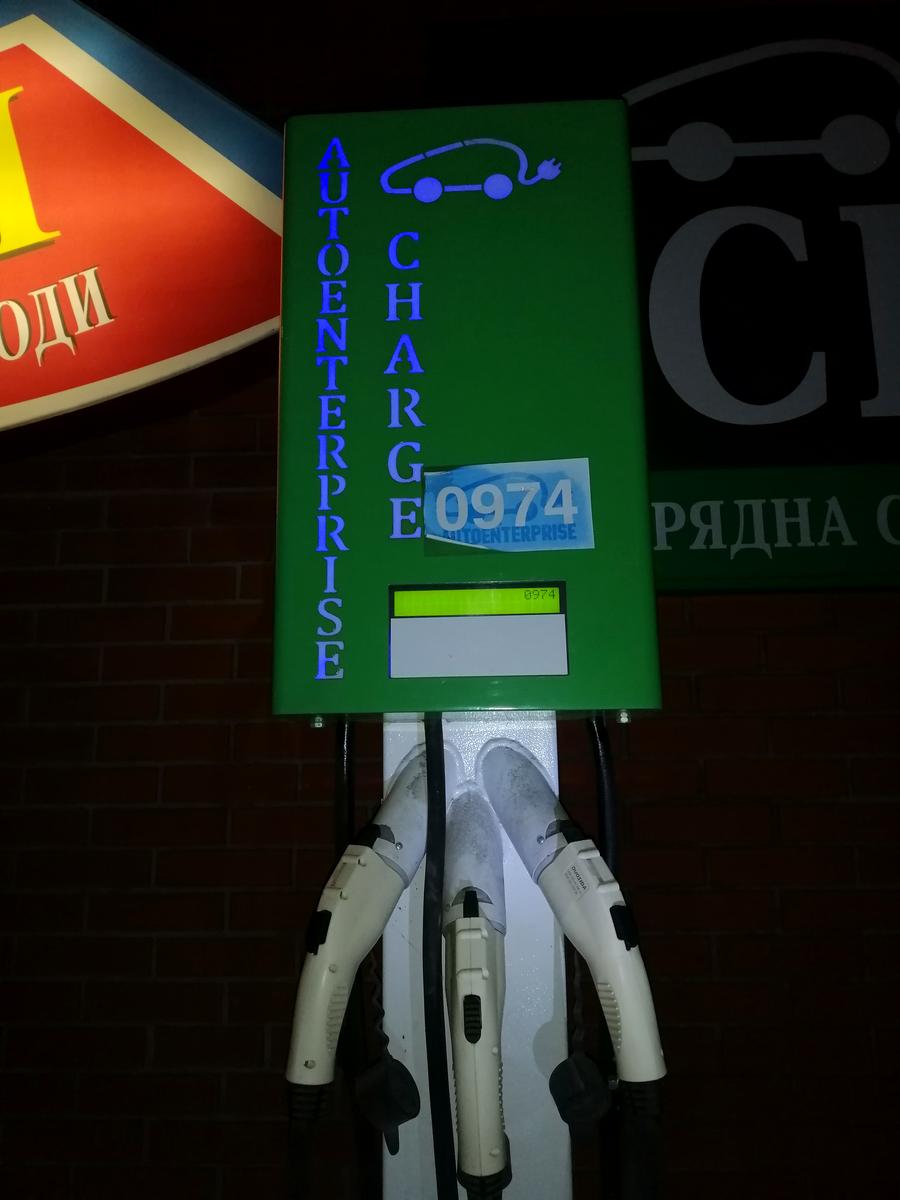 ОДИ
AUTOENTERPRISE
CHARGE
0974
AUTOENTERPRISE
0974
РЯДНА